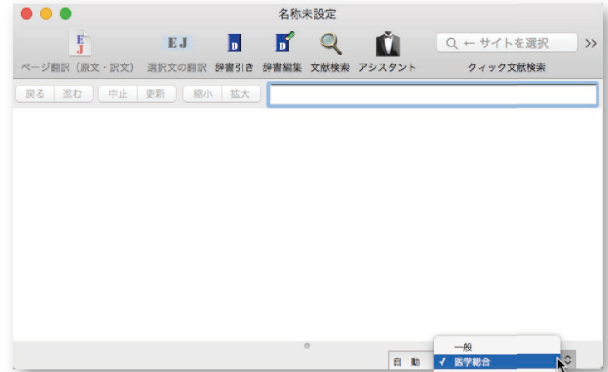 名称未設定
E J
E J
D
D
← サイトを選択
>>
ページ翻訳（原文・訳文）
選択文の翻訳
辞書引き
辞書編集
文献検索
アシスタント
クイック文献検索
戻る
進む
中止
更新
縮小
拡大
一般
自 動
✓ 医学総合